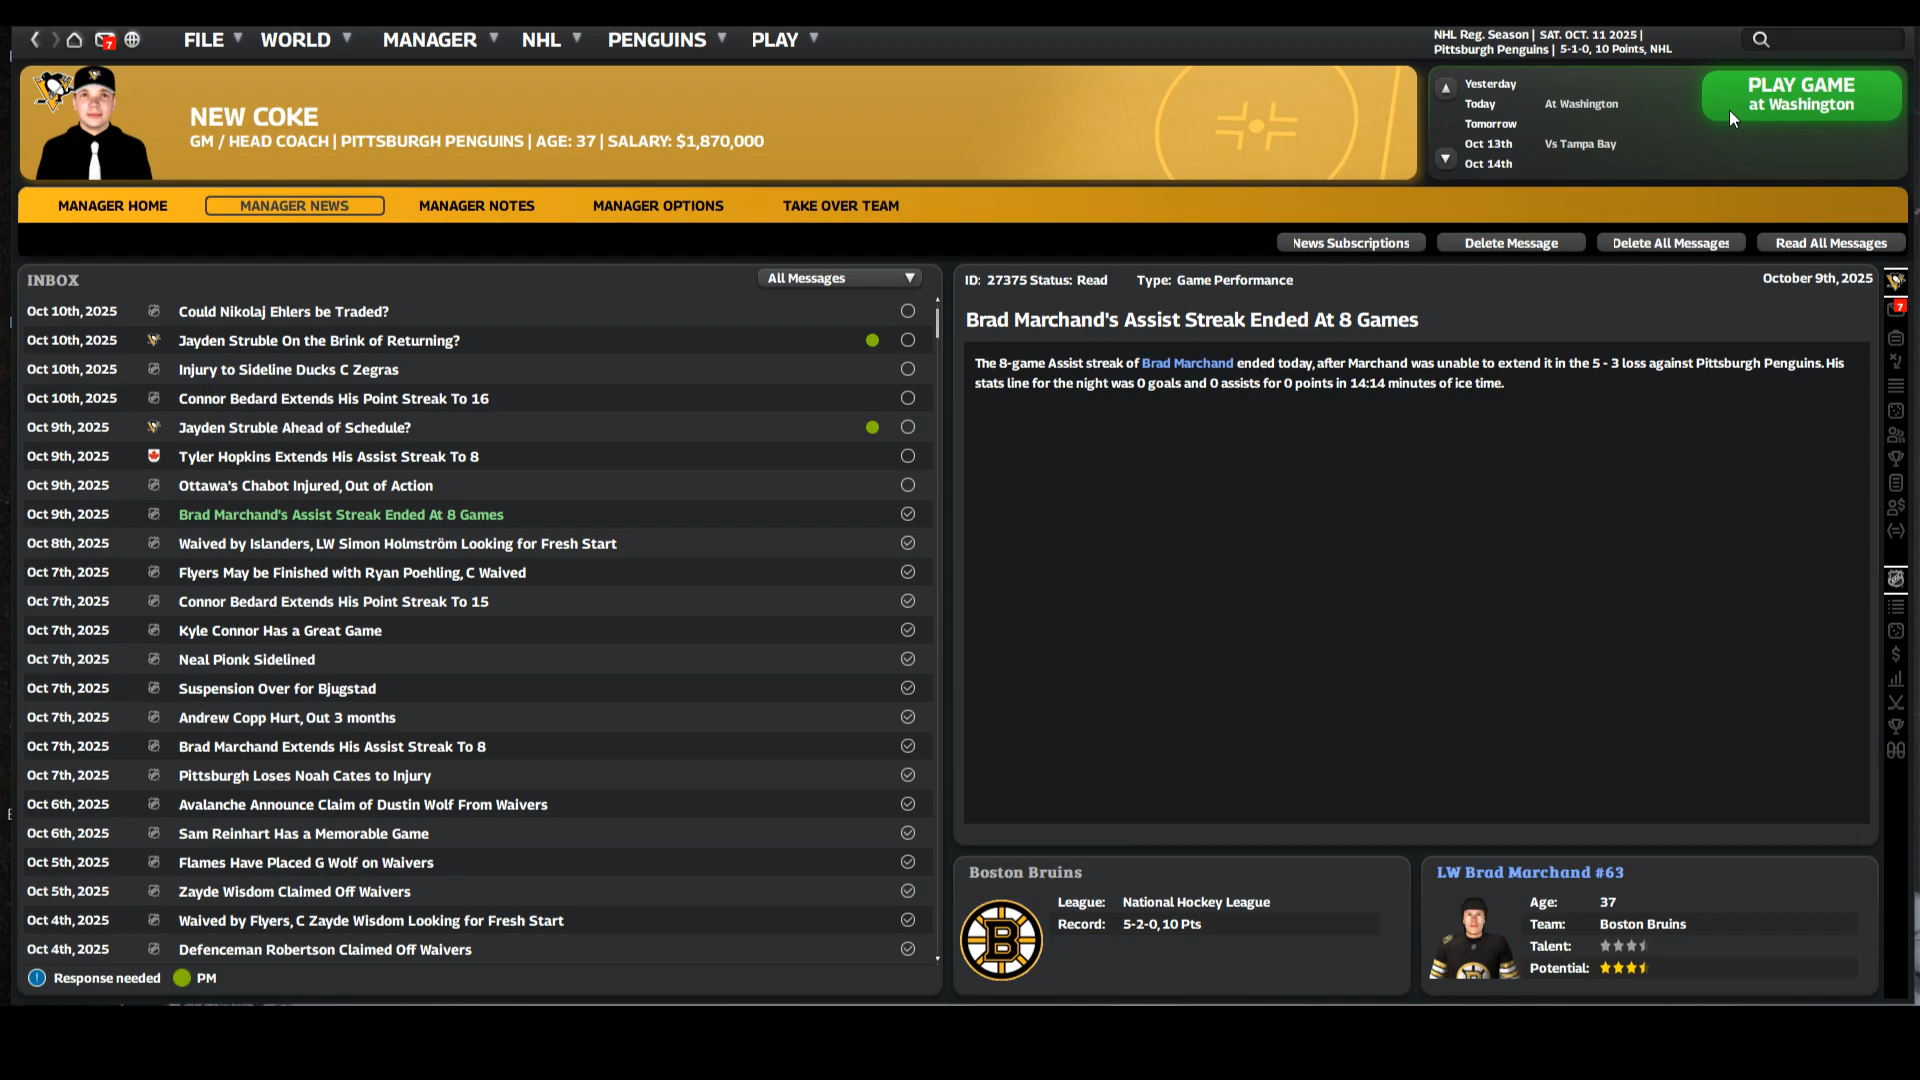 7
FILE
WORLD
MANAGER
NHL
PENGUINS
PLAY
NHL Reg. Season | SAT. OCT. 11 2025 |
Pittsburgh Penguins | 5-1-0, 10 Points, NHL
NEW COKE
GM / HEAD COACH | PITTSBURGH PENGUINS | AGE: 37 | SALARY: $1,870,000
Yesterday
Today At Washington
Tomorrow
Oct 13th Vs Tampa Bay
Oct 14th
PLAY GAME
at Washington
MANAGER HOME
MANAGER NEWS
MANAGER NOTES
MANAGER OPTIONS
TAKE OVER TEAM
News Subscriptions
Delete Message
Delete All Messages
Read All Messages
INBOX
All Messages
Oct 10th, 2025 Could Nikolaj Ehlers be Traded?
Oct 10th, 2025 Jayden Struble On the Brink of Returning?
Oct 10th, 2025 Injury to Sideline Ducks C Zegras
Oct 10th, 2025 Connor Bedard Extends His Point Streak To 16
Oct 9th, 2025 Jayden Struble Ahead of Schedule?
Oct 9th, 2025 Tyler Hopkins Extends His Assist Streak To 8
Oct 9th, 2025 Ottawa's Chabot Injured, Out of Action
Oct 9th, 2025 Brad Marchand's Assist Streak Ended At 8 Games
Oct 8th, 2025 Waived by Islanders, LW Simon Holmström Looking for Fresh Start
Oct 7th, 2025 Flyers May be Finished with Ryan Poehling, C Waived
Oct 7th, 2025 Connor Bedard Extends His Point Streak To 15
Oct 7th, 2025 Kyle Connor Has a Great Game
Oct 7th, 2025 Neal Pionk Sidelined
Oct 7th, 2025 Suspension Over for Bjugstad
Oct 7th, 2025 Andrew Copp Hurt, Out 3 months
Oct 7th, 2025 Brad Marchand Extends His Assist Streak To 8
Oct 7th, 2025 Pittsburgh Loses Noah Cates to Injury
Oct 6th, 2025 Avalanche Announce Claim of Dustin Wolf From Waivers
Oct 6th, 2025 Sam Reinhart Has a Memorable Game
Oct 5th, 2025 Flames Have Placed G Wolf on Waivers
Oct 5th, 2025 Zayde Wisdom Claimed Off Waivers
Oct 4th, 2025 Waived by Flyers, C Zayde Wisdom Looking for Fresh Start
Oct 4th, 2025 Defenceman Robertson Claimed Off Waivers
! Response needed PM
ID: 27375 Status: Read Type: Game Performance October 9th, 2025
Brad Marchand's Assist Streak Ended At 8 Games
The 8-game Assist streak of Brad Marchand ended today, after Marchand was unable to extend it in the 5 - 3 loss against Pittsburgh Penguins. His
stats line for the night was 0 goals and 0 assists for 0 points in 14:14 minutes of ice time.
7
Boston Bruins
League: National Hockey League
Record: 5-2-0, 10 Pts
B
LW Brad Marchand #63
Age: 37
Team: Boston Bruins
Talent:
Potential: